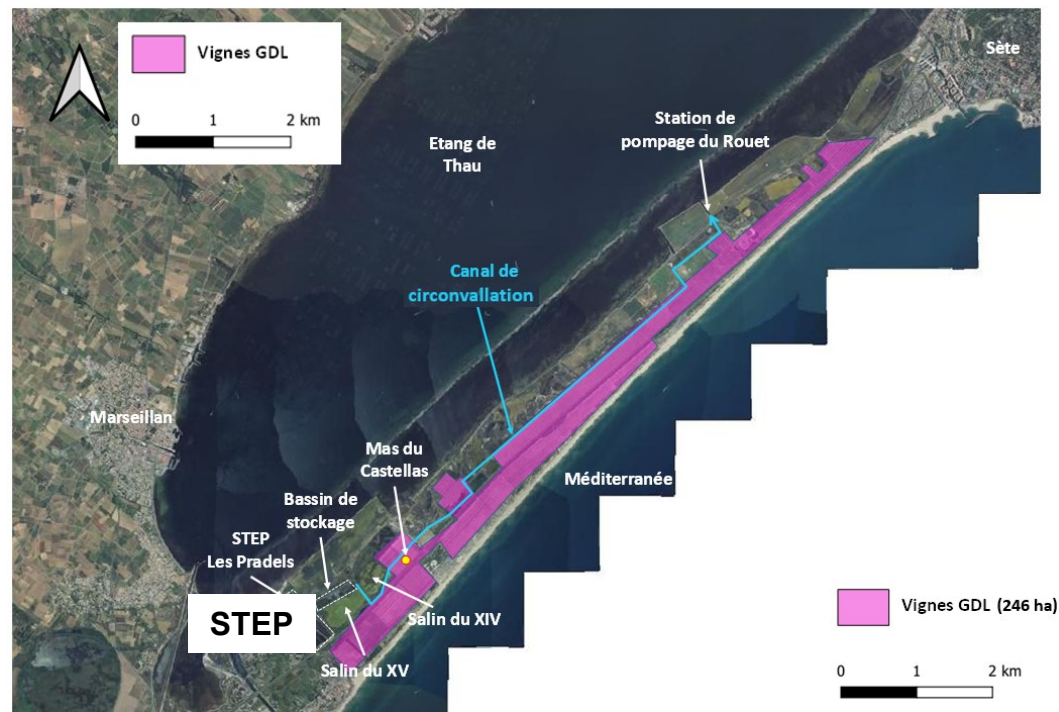 Vignes GDL
0 1 2 km
Sète
Station de
pompage du Rouet
Etang de
Thau
Canal de
circonvallation
Marseillan
Mas du
Castellas
Méditerranée
Bassin de
stockage
STEP
Les Pradels
STEP
Salin du XIV
Salin du XV
Vignes GDL (246 ha)
0 1 2 km